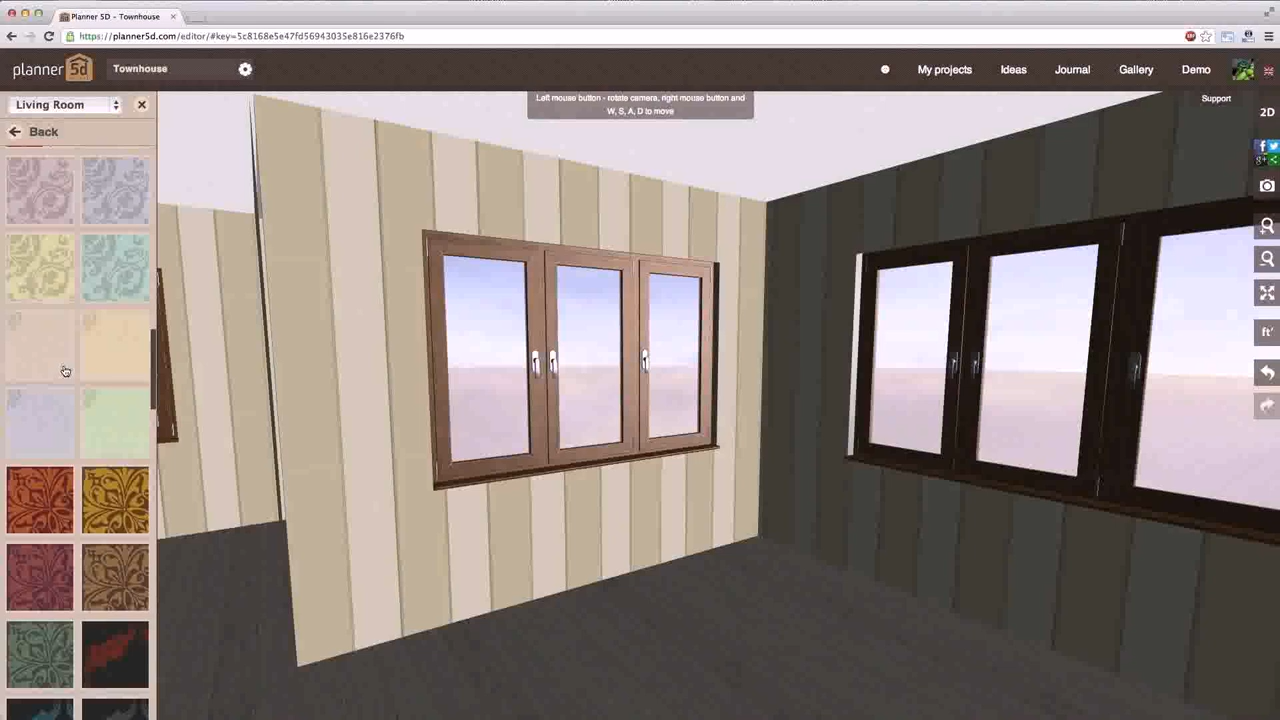 Planner 5D - Townhouse
https://planner5d.com/editor/#key=5c8168e5e47fd56943035e816e2376fb
planner 5d
Townhouse
My projects
Ideas
Journal
Gallery
Demo
Living Room
Left mouse button - rotate camera, right mouse button and
W, S, A, D to move
Support
2D
Back
ft'